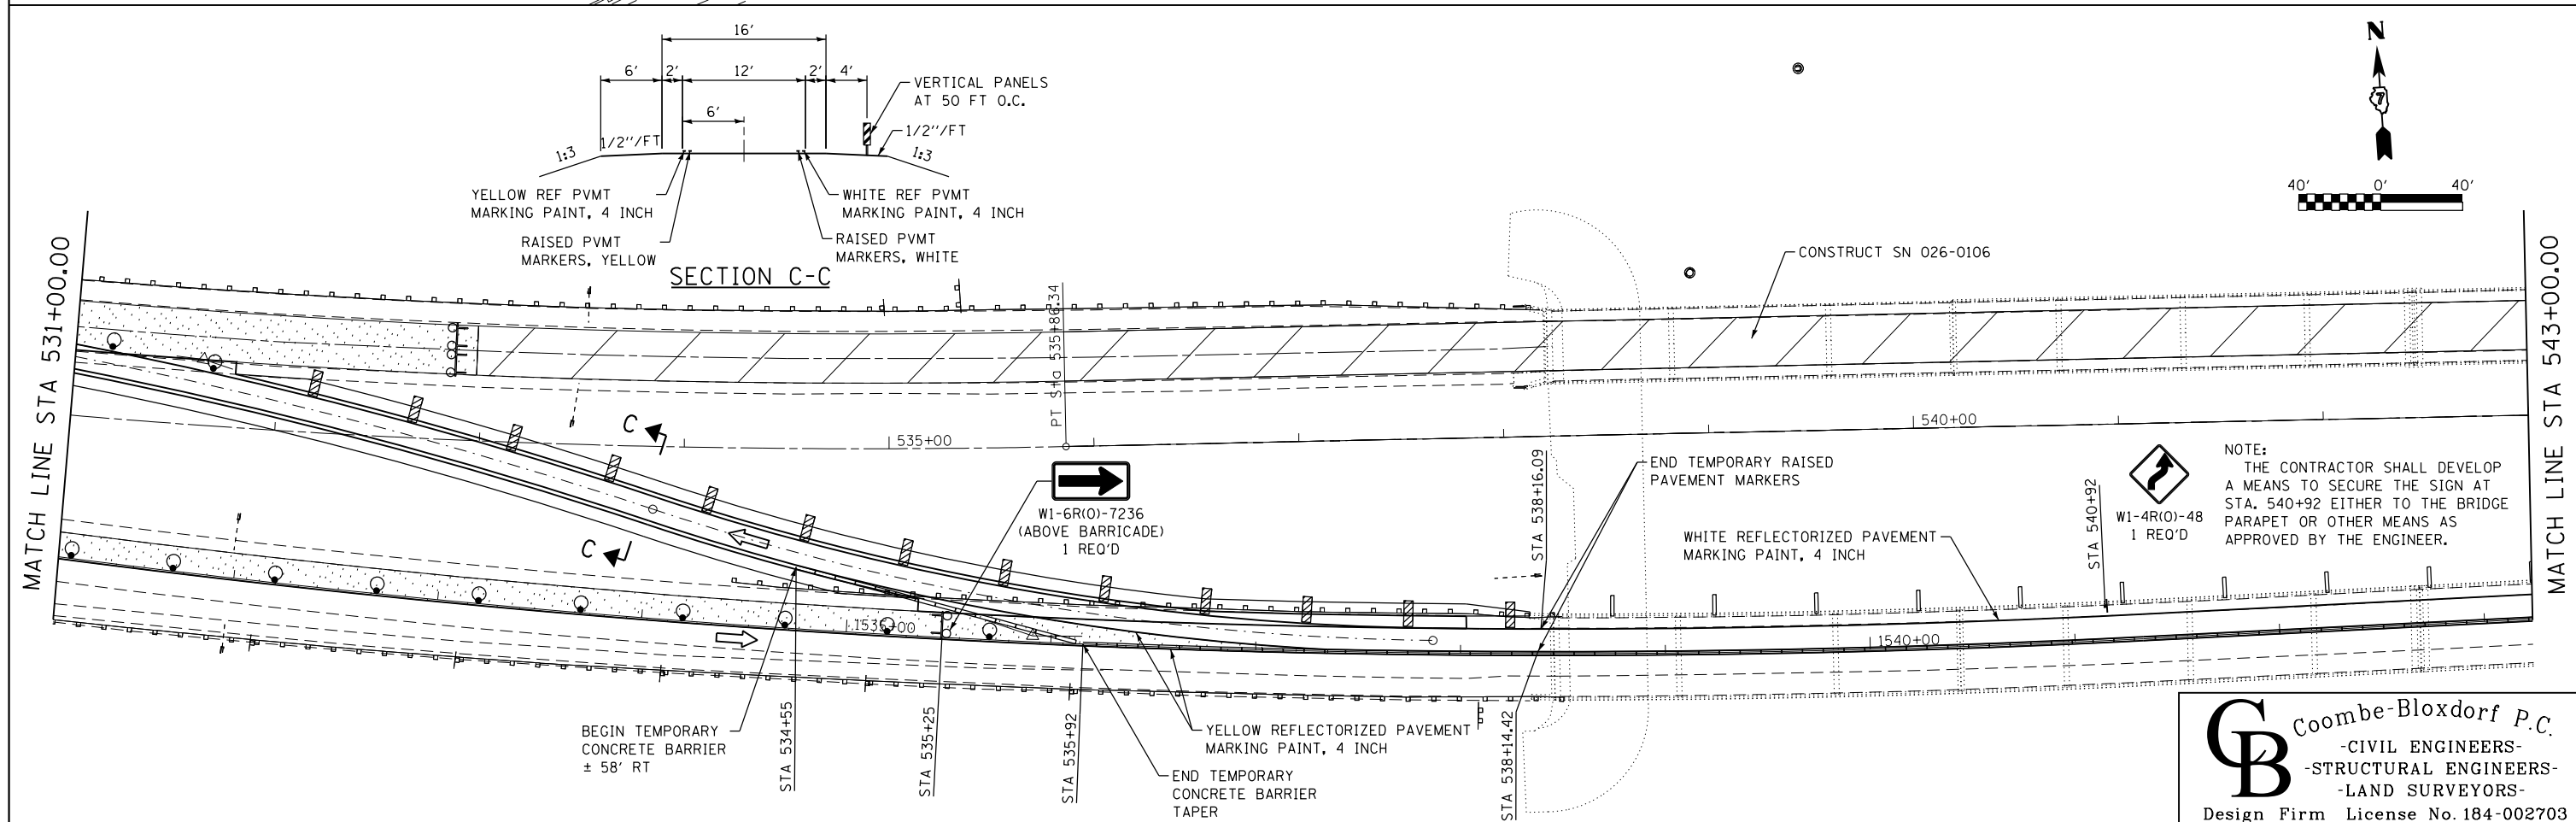 16'
6'
2'
12'
2'
4'
6'
VERTICAL PANELS
AT 50 FT O.C.
1:3
1/2''/FT
1/2''/FT
1:3
YELLOW REF PVMT
MARKING PAINT, 4 INCH
WHITE REF PVMT
MARKING PAINT, 4 INCH
RAISED PVMT
MARKERS, YELLOW
RAISED PVMT
MARKERS, WHITE
SECTION C-C
N
7
40'
0'
40'
MATCH LINE STA 531+00.00
MATCH LINE STA 543+00.00
CONSTRUCT SN 026-0106
PT Sta 535+86.34
C
C
535+00
540+00
W1-6R(O)-7236
(ABOVE BARRICADE)
1 REQ'D
STA 538+16.09
END TEMPORARY RAISED
PAVEMENT MARKERS
WHITE REFLECTORIZED PAVEMENT
MARKING PAINT, 4 INCH
STA 540+92
W1-4R(O)-48
1 REQ'D
NOTE:
THE CONTRACTOR SHALL DEVELOP
A MEANS TO SECURE THE SIGN AT
STA. 540+92 EITHER TO THE BRIDGE
PARAPET OR OTHER MEANS AS
APPROVED BY THE ENGINEER.
1535+00
1540+00
BEGIN TEMPORARY
CONCRETE BARRIER
± 58' RT
STA 534+55
STA 535+25
STA 535+92
YELLOW REFLECTORIZED PAVEMENT
MARKING PAINT, 4 INCH
END TEMPORARY
CONCRETE BARRIER
TAPER
STA 538+14.42
CB
Coombe-Bloxdorf P.C.
-CIVIL ENGINEERS-
-STRUCTURAL ENGINEERS-
-LAND SURVEYORS-
Design Firm License No. 184-002703